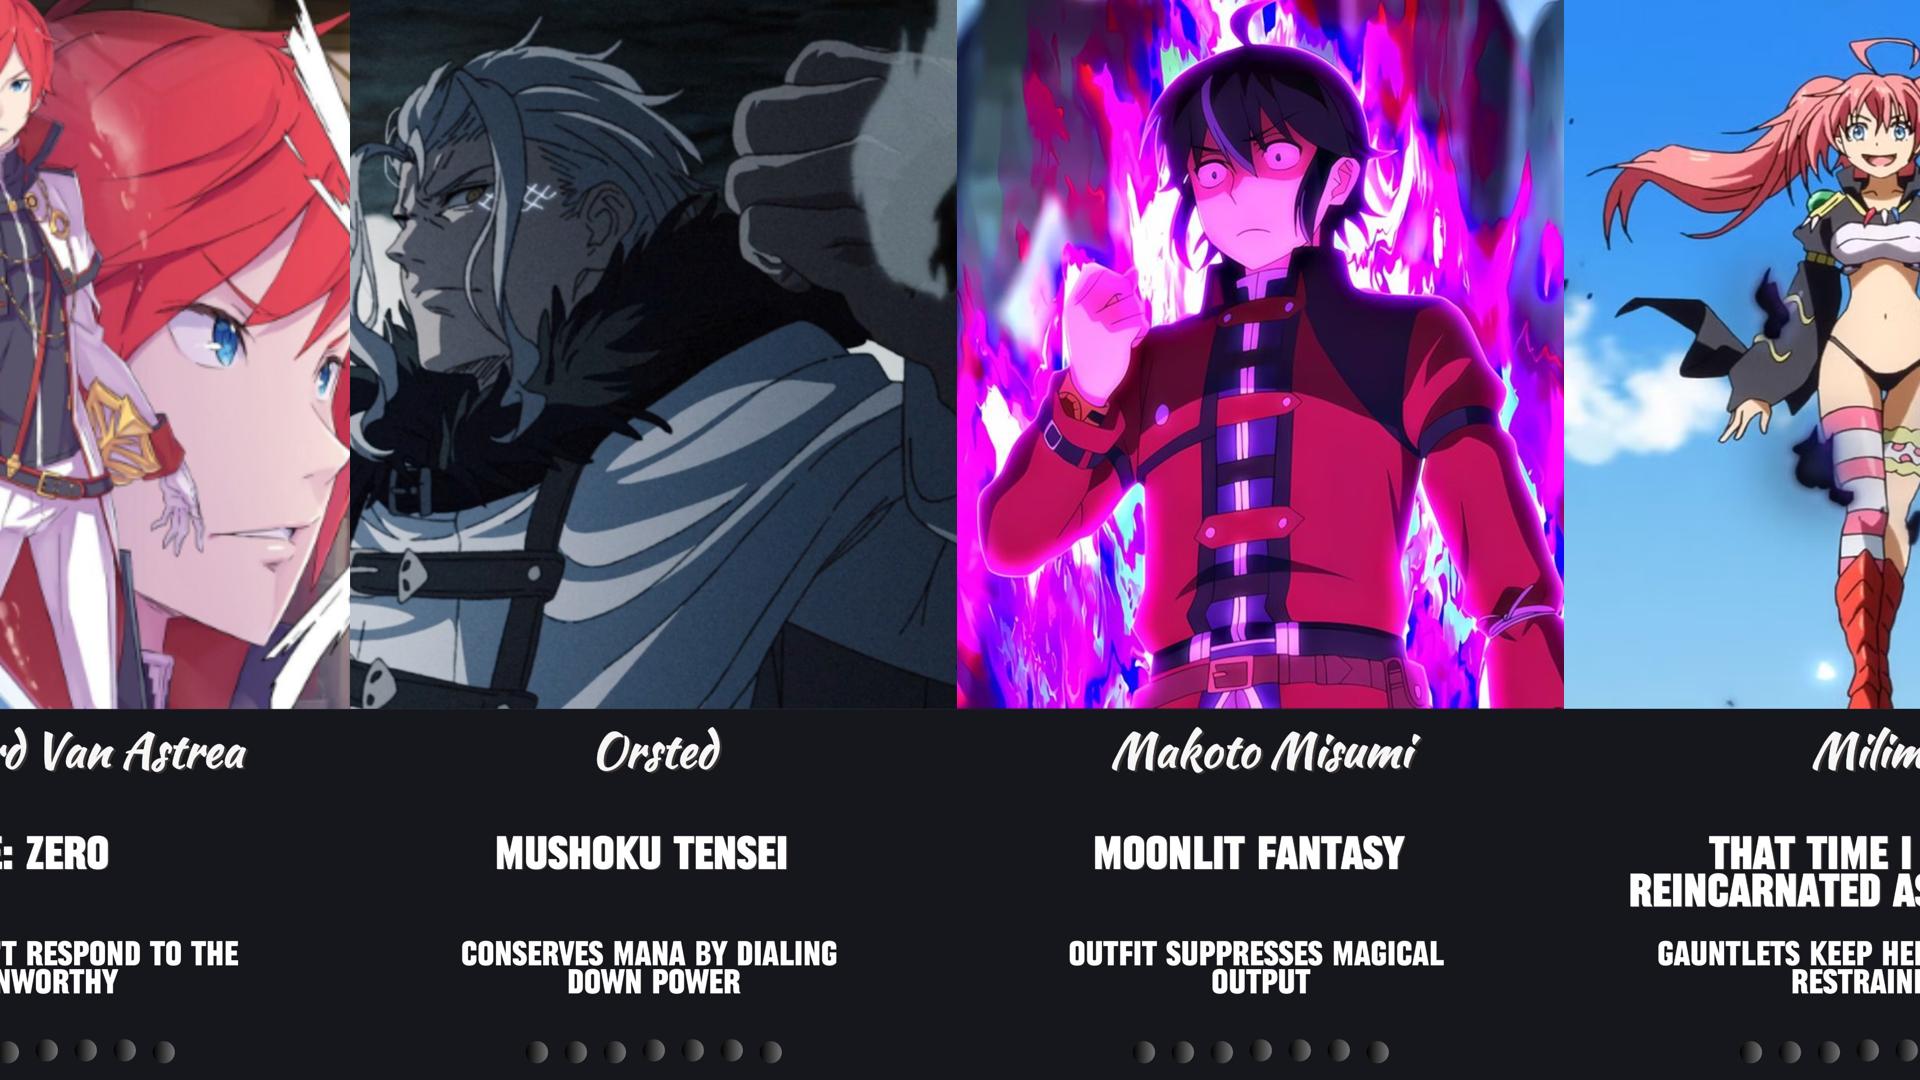 rd Van Astrea
E: ZERO
'T RESPOND TO THE
NWORTHY
Orsted
MUSHOKU TENSEI
CONSERVES MANA BY DIALING
DOWN POWER
Makoto Misumi
MOONLIT FANTASY
OUTFIT SUPPRESSES MAGICAL
OUTPUT
Milim
THAT TIME I
REINCARNATED AS
GAUNTLETS KEEP HE
RESTRAIN